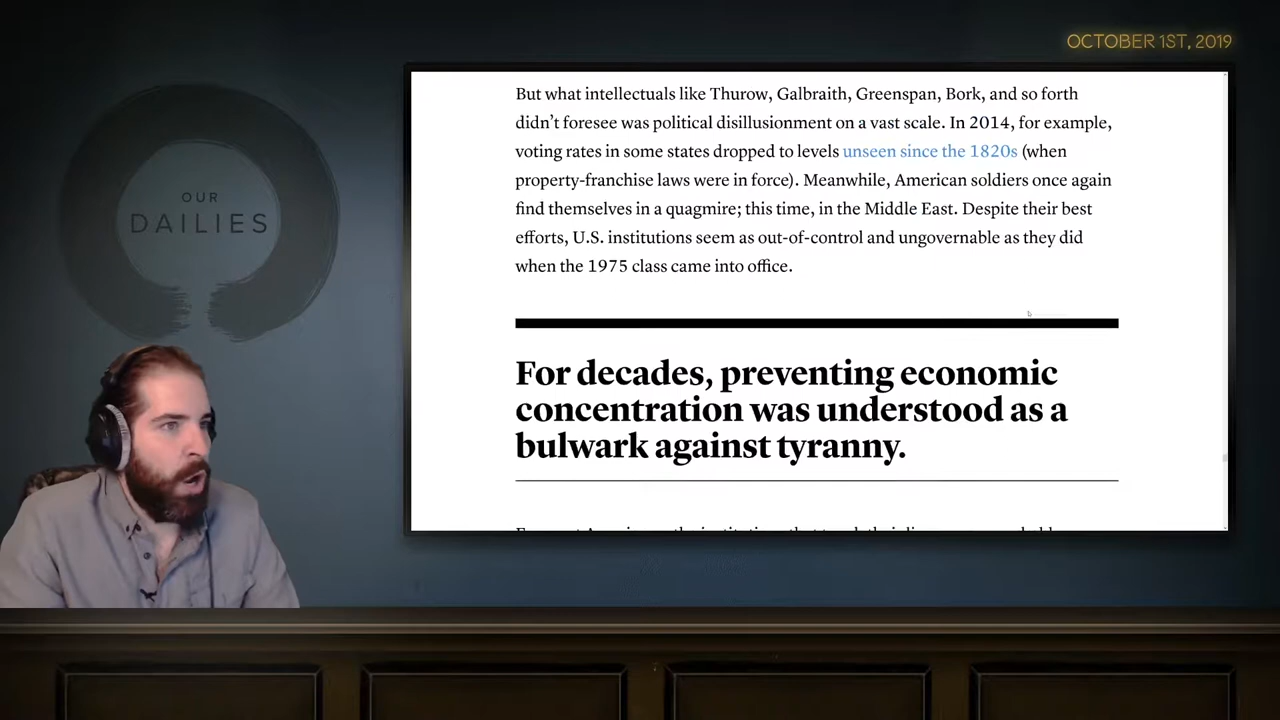 OCTOBER 1ST, 2019
OUR
DAILIES
But what intellectuals like Thurow, Galbraith, Greenspan, Bork, and so forth
didn’t foresee was political disillusionment on a vast scale. In 2014, for example,
voting rates in some states dropped to levels unseen since the 1820s (when
property-franchise laws were in force). Meanwhile, American soldiers once again
find themselves in a quagmire; this time, in the Middle East. Despite their best
efforts, U.S. institutions seem as out-of-control and ungovernable as they did
when the 1975 class came into office.
For decades, preventing economic
concentration was understood as a
bulwark against tyranny.